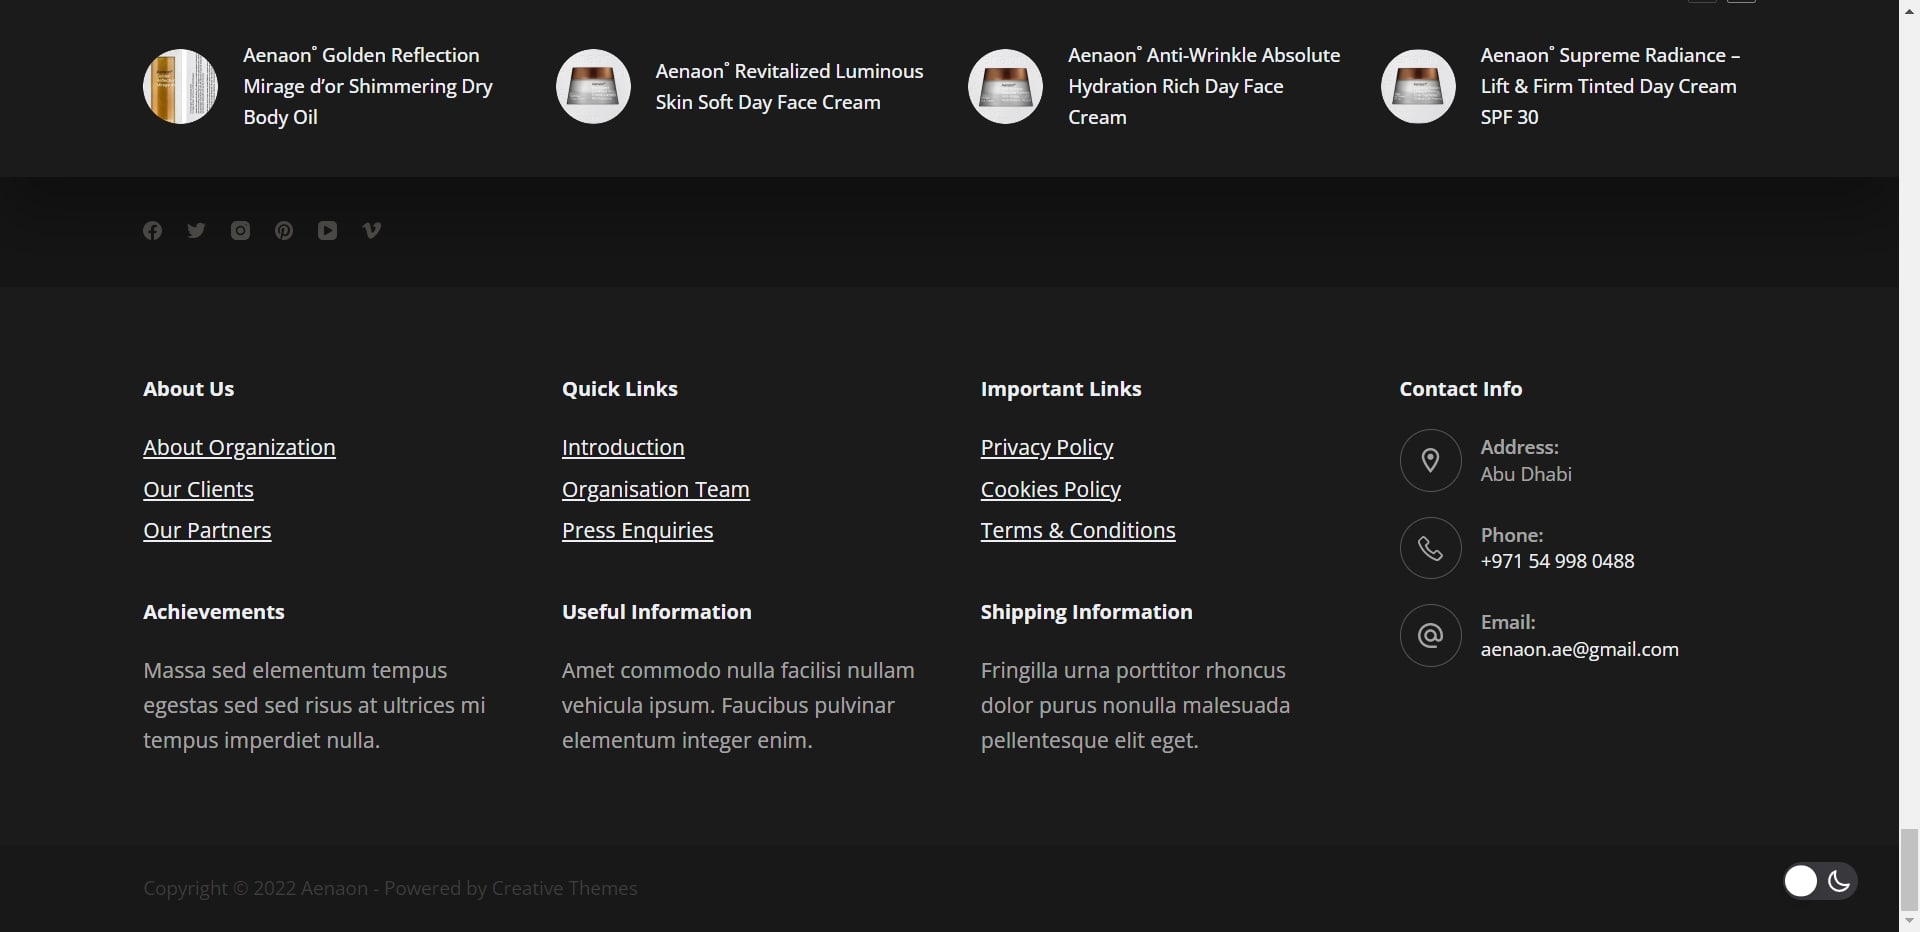 Aenaon° Golden Reflection
Mirage d’or Shimmering Dry
Body Oil
Aenaon° Revitalized Luminous
Skin Soft Day Face Cream
Aenaon° Anti-Wrinkle Absolute
Hydration Rich Day Face
Cream
Aenaon° Supreme Radiance –
Lift & Firm Tinted Day Cream
SPF 30
About Us
About Organization
Our Clients
Our Partners
Quick Links
Introduction
Organisation Team
Press Enquiries
Important Links
Privacy Policy
Cookies Policy
Terms & Conditions
Contact Info
Address:
Abu Dhabi
Phone:
+971 54 998 0488
Email:
aenaon.ae@gmail.com
Achievements
Massa sed elementum tempus
egestas sed sed risus at ultrices mi
tempus imperdiet nulla.
Useful Information
Amet commodo nulla facilisi nullam
vehicula ipsum. Faucibus pulvinar
elementum integer enim.
Shipping Information
Fringilla urna porttitor rhoncus
dolor purus nonulla malesuada
pellentesque elit eget.
Copyright © 2022 Aenaon - Powered by Creative Themes